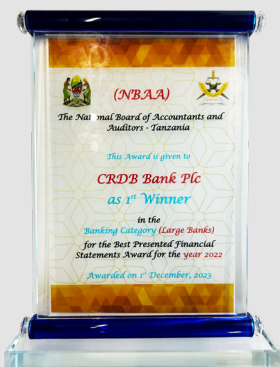 (NBAA)
The National Board of Accountants and
Auditors - Tanzania
This Award is given to
CRDB Bank Plc
as 1st Winner
in the
Banking Category (Large Banks)
for the Best Presented Financial
Statements Award for the year 2022
Awarded on 1st December, 2023